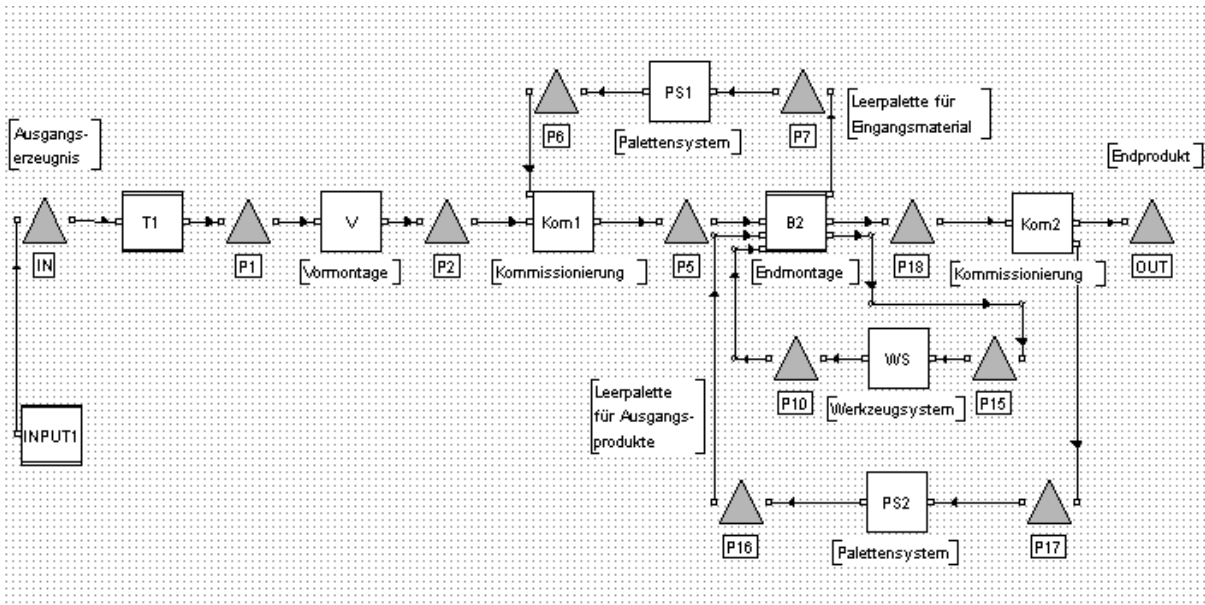 PS1
P6
P7
[Palettensystem]
[Leerpalette für
Eingangsmaterial]
[Ausgangs-
erzeugnis]
[Endprodukt]
IN
T1
P1
V
P2
Kom1
P5
B2
P18
Kom2
OUT
[Vormontage]
[Kommissionierung]
[Endmontage]
[Kommissionierung]
INPUT1
P10
WS
P15
[Werkzeugsystem]
[Leerpalette
für Ausgangs-
produkte]
P16
PS2
P17
[Palettensystem]